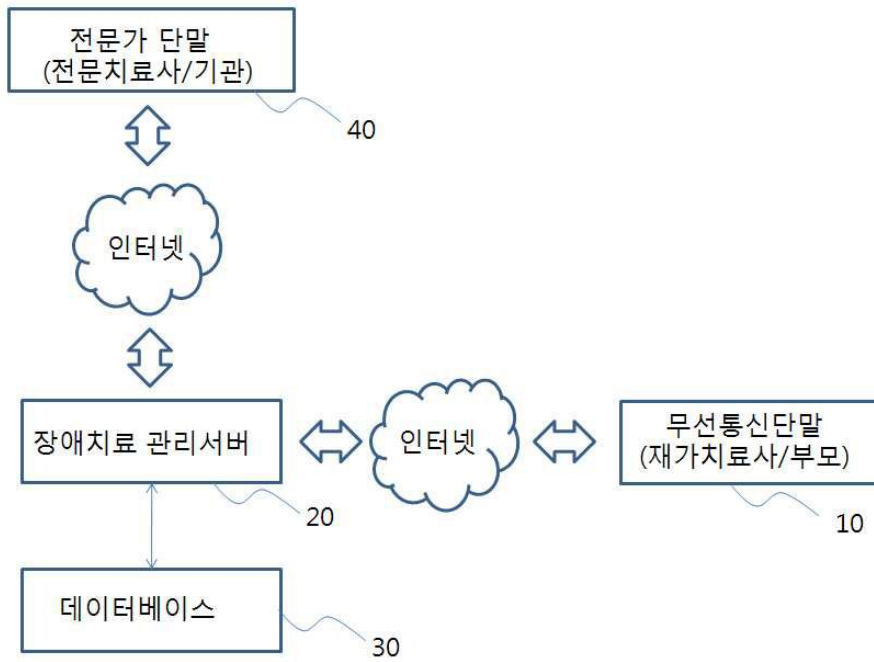 전문가 단말
(전문치료사/기관)
40
인터넷
장애치료 관리서버
20
인터넷
무선통신단말
(재가치료사/부모)
10
데이터베이스
30